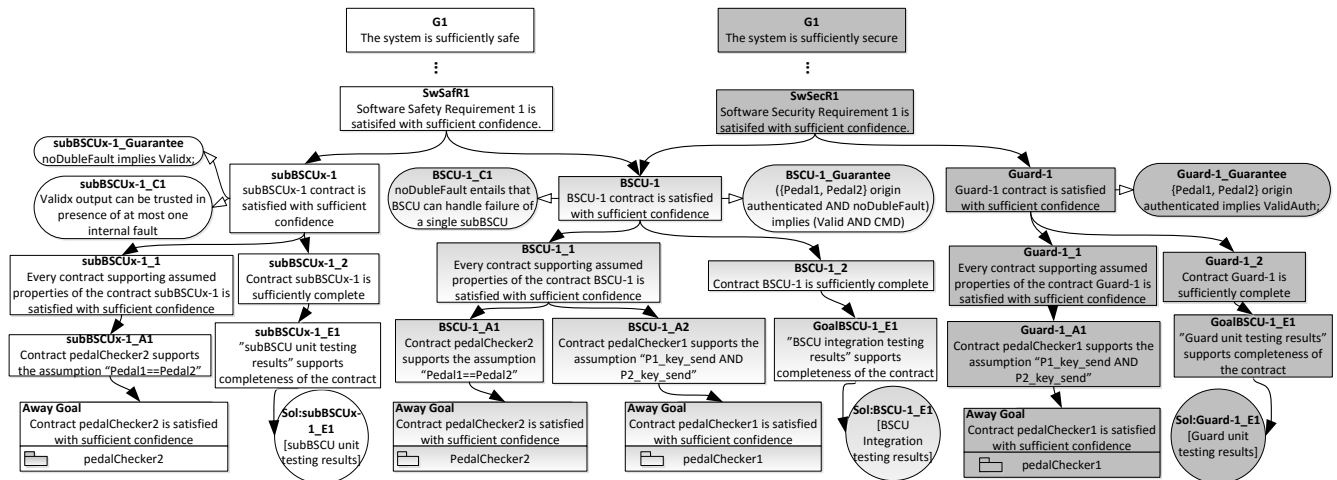 G1
The system is sufficiently safe
G1
The system is sufficiently secure
SwSafR1
Software Safety Requirement 1 is
satisifed with sufficient confidence.
SwSecR1
Software Security Requirement 1 is
satisifed with sufficient confidence.
subBSCUx-1_Guarantee
noDubleFault implies Validx;
subBSCUx-1_C1
Validx output can be trusted in
presence of at most one
internal fault
subBSCUx-1
subBSCUx-1 contract is
satisfied with sufficient
confidence
BSCU-1_C1
noDubleFault entails that
BSCU can handle failure of
a single subBSCU
BSCU-1
BSCU-1 contract is satisfied
with sufficient confidence
BSCU-1_Guarantee
({Pedal1, Pedal2} origin
authenticated AND noDubleFault)
implies (Valid AND CMD)
Guard-1
Guard-1 contract is satisfied
with sufficient confidence
Guard-1_Guarantee
{Pedal1, Pedal2} origin
authenticated implies ValidAuth;
subBSCUx-1_1
Every contract supporting assumed
properties of the contract subBSCUx-1 is
satisfied with sufficient confidence
subBSCUx-1_2
Contract subBSCUx-1 is
sufficiently complete
BSCU-1_1
Every contract supporting assumed
properties of the contract BSCU-1 is
satisfied with sufficient confidence
BSCU-1_2
Contract BSCU-1 is sufficiently complete
Guard-1_1
Every contract supporting assumed
properties of the contract Guard-1 is
satisfied with sufficient confidence
Guard-1_2
Contract Guard-1 is
sufficiently complete
subBSCUx-1_A1
Contract pedalChecker2 supports
the assumption “Pedal1==Pedal2”
subBSCUx-1_E1
”subBSCU unit testing
results” supports
completeness of the contract
BSCU-1_A1
Contract pedalChecker2
supports the assumption
“Pedal1==Pedal2”
BSCU-1_A2
Contract pedalChecker1 supports
the assumption “P1_key_send AND
P2_key_send”
GoalBSCU-1_E1
”BSCU integration testing
results” supports
completeness of the contract
Guard-1_A1
Contract pedalChecker1 supports the
assumption “P1_key_send AND
P2_key_send”
GoalBSCU-1_E1
”Guard unit testing results”
supports completeness of
the contract
Away Goal
Contract pedalChecker2 is satisfied
with sufficient confidence
pedalChecker2
Sol:subBSCUx-
1_E1
[subBSCU unit
testing results]
Away Goal
Contract pedalChecker2 is satisfied
with sufficient confidence
PedalChecker2
Away Goal
Contract pedalChecker1 is satisfied
with sufficient confidence
pedalChecker1
Sol:BSCU-1_E1
[BSCU
Integration
testing results]
Away Goal
Contract pedalChecker1 is satisfied
with sufficient confidence
pedalChecker1
Sol:Guard-1_E1
[Guard unit
testing results]